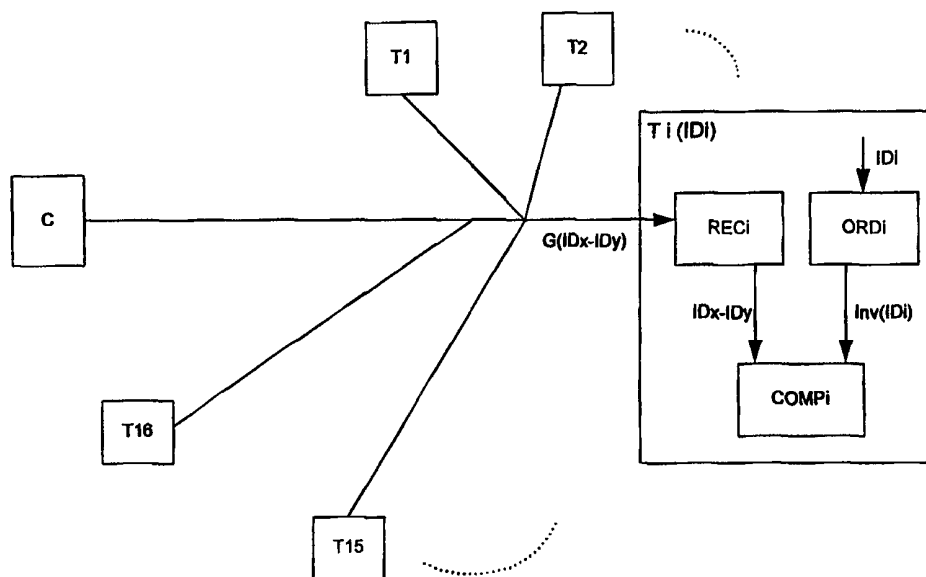 T1
T2
T i (IDi)
IDi
C
RECi
ORDi
G(IDx-IDy)
IDx-IDy
Inv(IDi)
COMPi
T16
T15